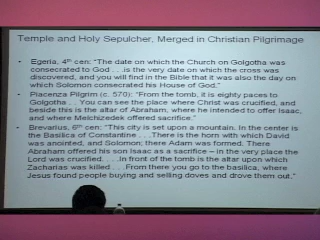 Temple and Holy Sepulcher, Merged in Christian Pilgrimage
• Egeria, 4th cen: “The date on which the Church on Golgotha was
consecrated to God . . . is the very date on which the cross was
discovered, and you will find in the Bible that it was also the day on
which Solomon consecrated his House of God.”
• Piacenza Pilgrim (c. 570): “From the tomb, it is eighty paces to
Golgotha . . . You can see the place where Christ was crucified, and
beside this is the altar of Abraham, where he intended to offer Isaac,
and where Melchizedek offered sacrifice.”
• Brevarius, 6th cen: “This city is set upon a mountain. In the center is
the Basilica of Constantine . . . .There is the horn with which David
was anointed, and Solomon; there Adam was formed. There
Abraham offered his son Isaac as a sacrifice – in the very place the
Lord was crucified. . . . .In front of the tomb is the altar upon which
Zacharias was killed . . .From there you go to the basilica, where
Jesus found people buying and selling doves and drove them out.”